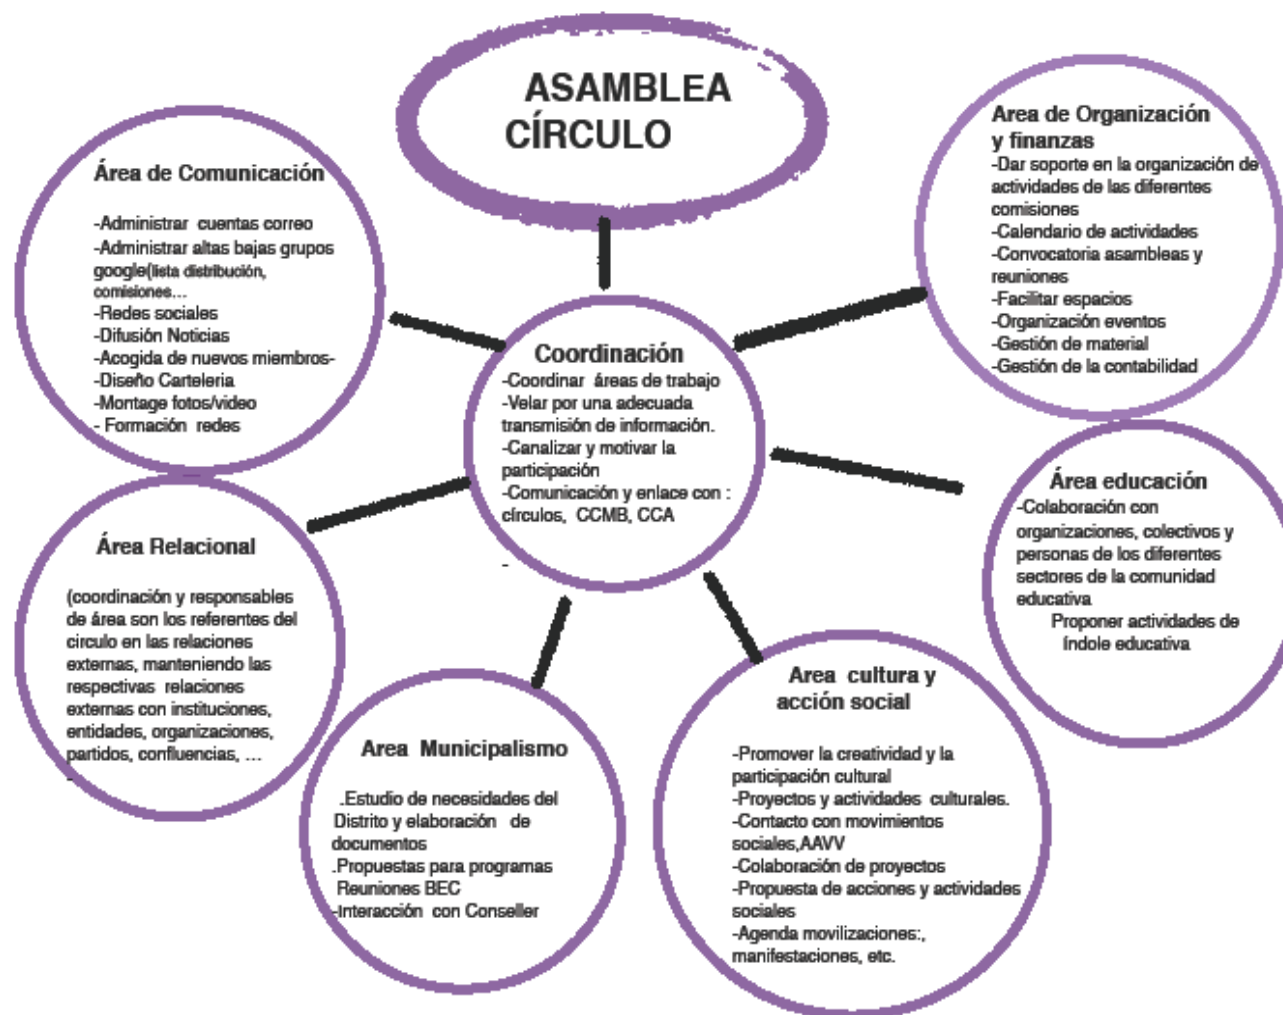 ASAMBLEA
CÍRCULO
Área de Comunicación
-Administrar cuentas correo
-Administrar altas bajas grupos
google(lista distribución,
comisiones...
-Redes sociales
-Difusión Noticias
-Acogida de nuevos miembros-
-Diseño Carteleria
-Montage fotos/video
- Formación redes
Area de Organización
y finanzas
-Dar soporte en la organización de
actividades de las diferentes
comisiones
-Calendario de actividades
-Convocatoria asambleas y
reuniones
-Facilitar espacios
-Organización eventos
-Gestión de material
-Gestión de la contabilidad
Coordinación
-Coordinar áreas de trabajo
-Velar por una adecuada
transmisión de información.
-Canalizar y motivar la
participación
-Comunicación y enlace con :
círculos, CCMB, CCA
-
Área educación
-Colaboración con
organizaciones, colectivos y
personas de los diferentes
sectores de la comunidad
educativa
Proponer actividades de
índole educativa
Área Relacional
(coordinación y responsables
de área son los referentes del
circulo en las relaciones
externas, manteniendo las
respectivas relaciones
externas con instituciones,
entidades, organizaciones,
partidos, confluencias, ...
-
Area Municipalismo
.Estudio de necesidades del
Distrito y elaboración de
documentos
.Propuestas para programas
Reuniones BEC
-Interacción con Conseller
Area cultura y
acción social
-Promover la creatividad y la
participación cultural
-Proyectos y actividades culturales.
-Contacto con movimientos
sociales,AAVV
-Colaboración de proyectos
-Propuesta de acciones y actividades
sociales
-Agenda movilizaciones:,
manifestaciones, etc.